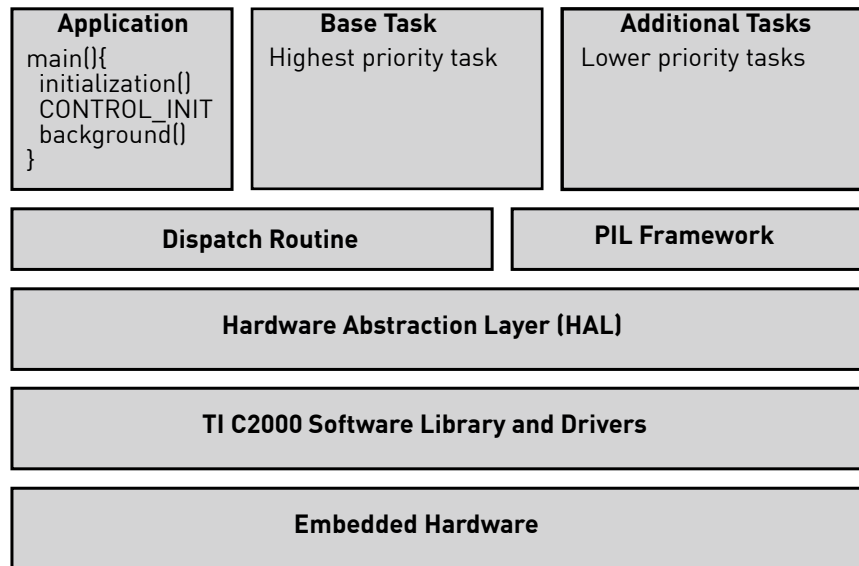 Application
main(){
initialization()
CONTROL_INIT
background()
}
Base Task
Highest priority task
Additional Tasks
Lower priority tasks
Dispatch Routine
PIL Framework
Hardware Abstraction Layer (HAL)
TI C2000 Software Library and Drivers
Embedded Hardware